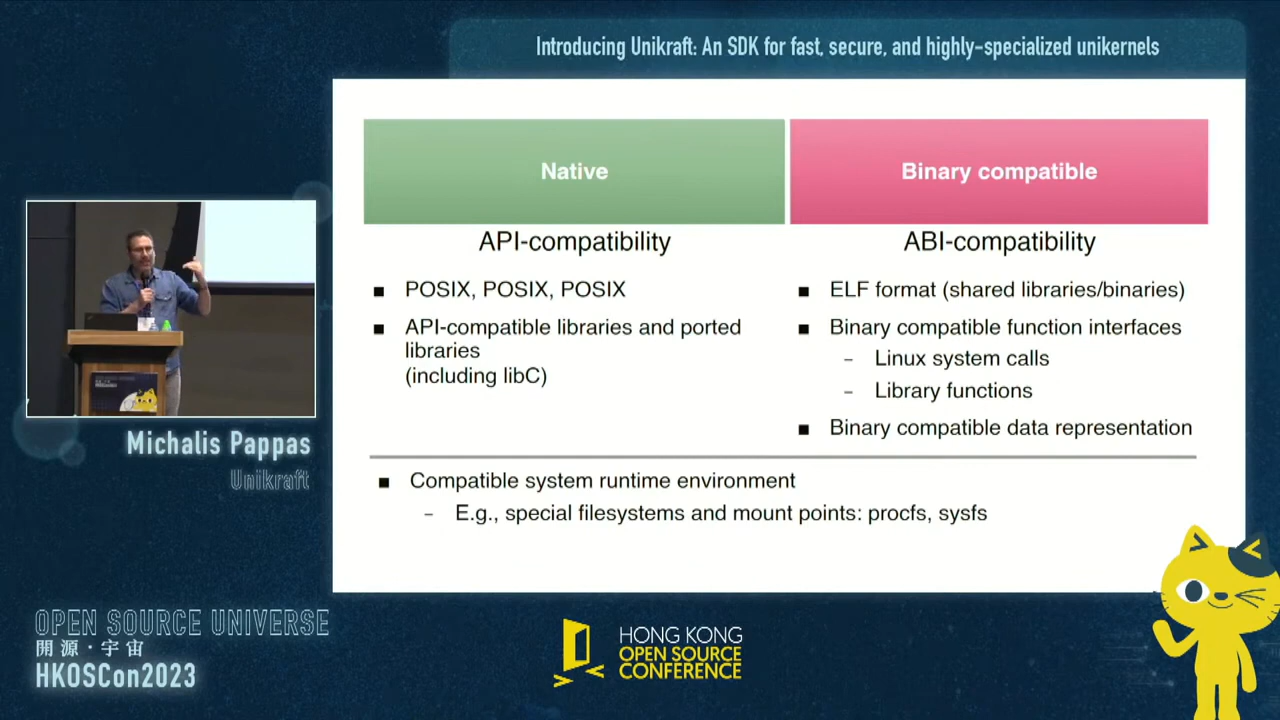 Introducing Unikraft: An SDK for fast, secure, and highly-specialized unikernels
Native
API-compatibility
■ POSIX, POSIX, POSIX
■ API-compatible libraries and ported
libraries
(including libC)
Binary compatible
ABI-compatibility
■ ELF format (shared libraries/binaries)
■ Binary compatible function interfaces
– Linux system calls
– Library functions
■ Binary compatible data representation
■ Compatible system runtime environment
– E.g., special filesystems and mount points: procfs, sysfs
Michalis Pappas
Unikraft
OPEN SOURCE UNIVERSE
開源・宇宙
HKOSCon2023
HONG KONG
OPEN SOURCE
CONFERENCE